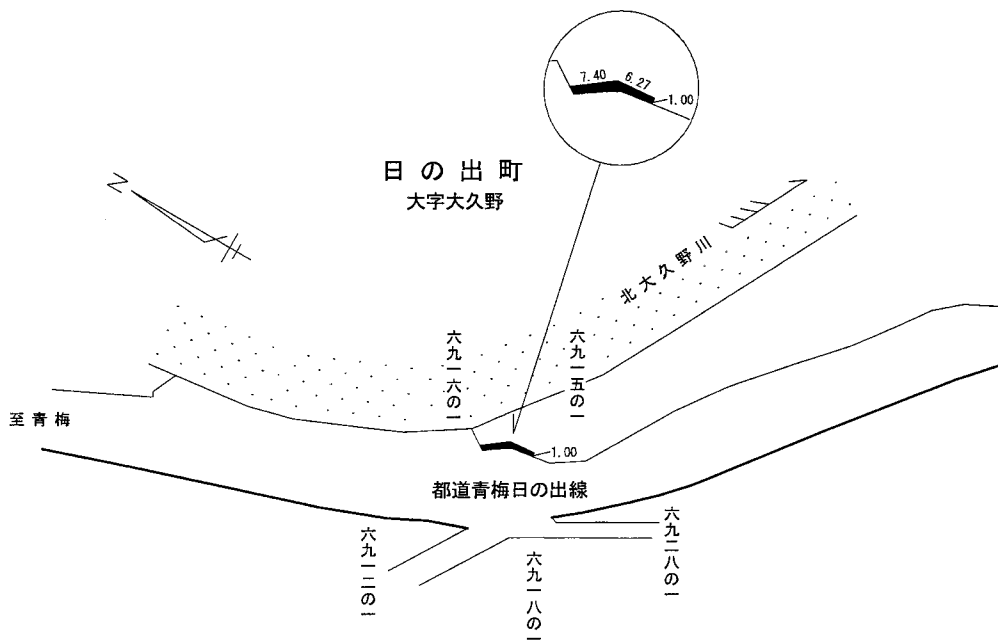 7.40
6.27
1.00
日の出町
大字大久野
N
北大久野川
六九一六の一
六九一五の一
至青梅
1.00
都道青梅日の出線
六九一二の一
六九一八の一
六九二八の一